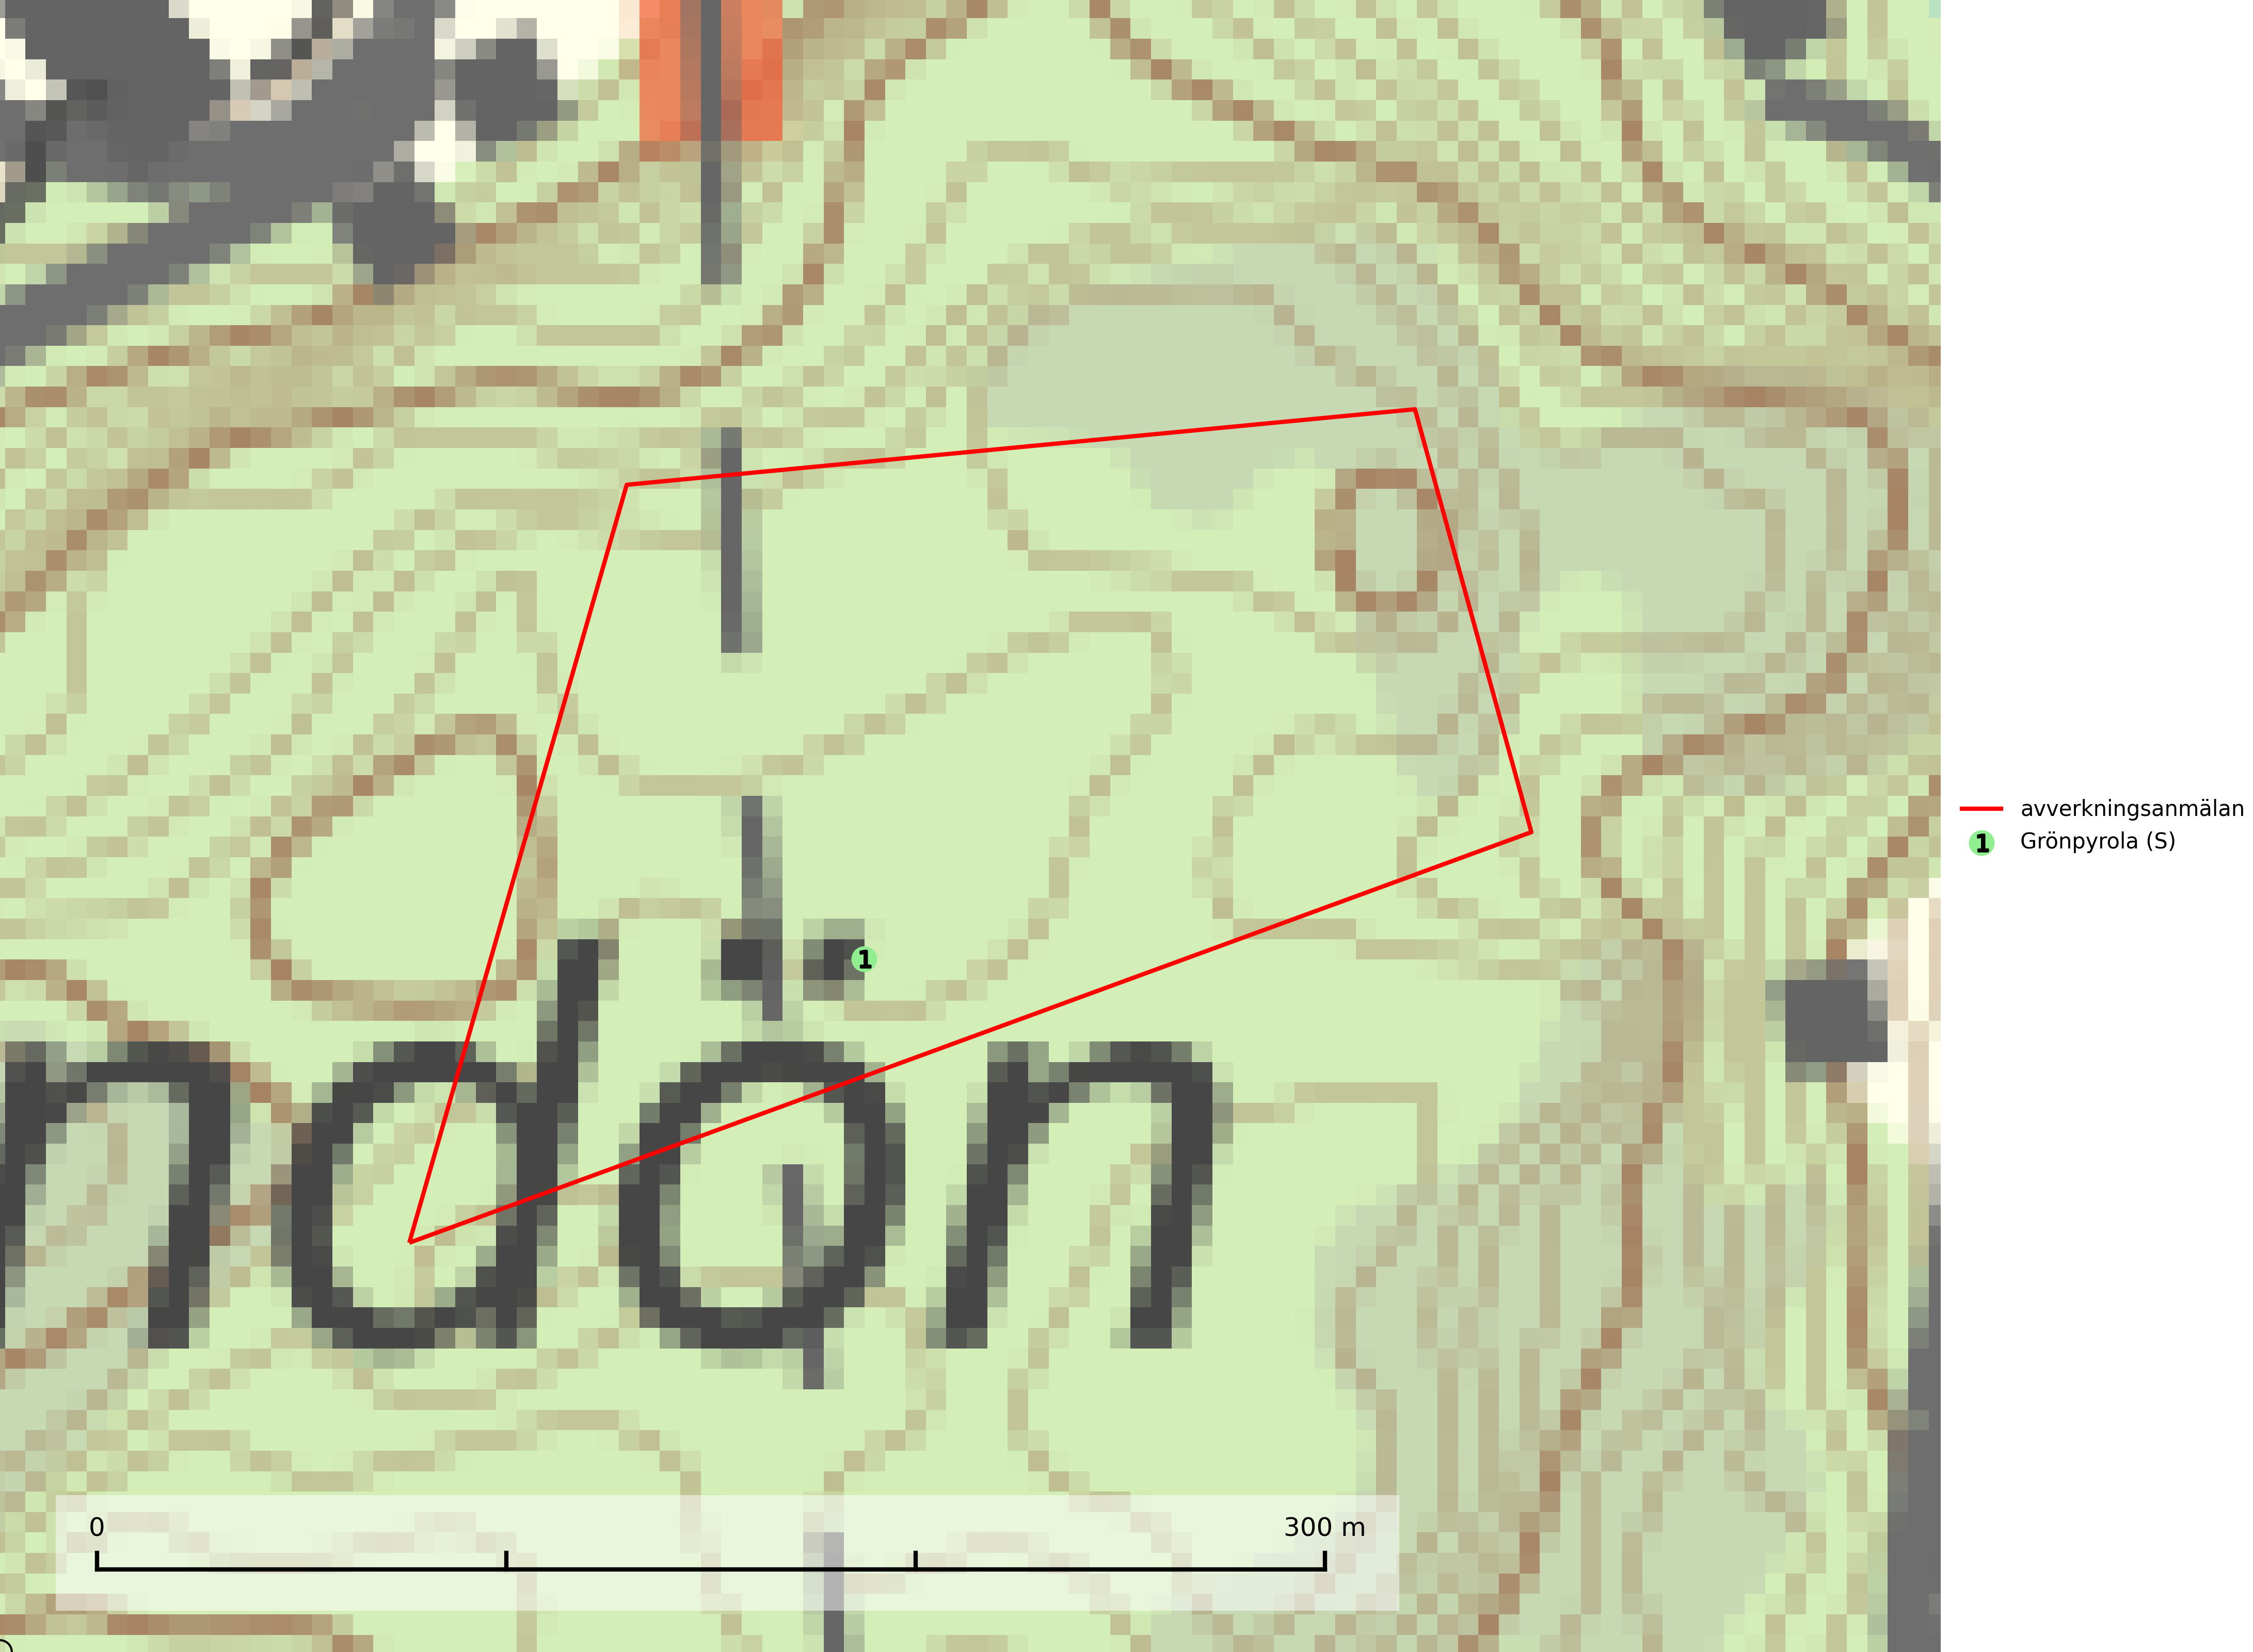 avverkningsanmälan
1 Grönpyrola (S)
1
ndön
0 300 m